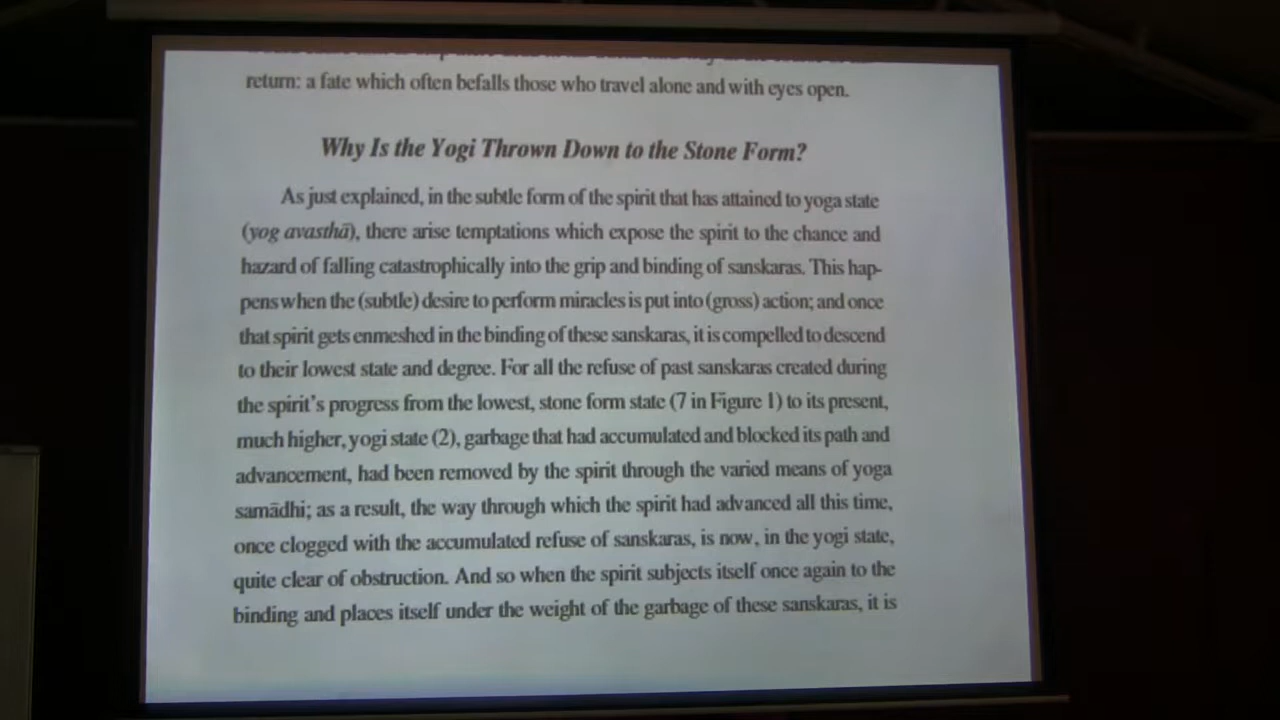 return: a fate which often befalls those who travel alone and with eyes open.
Why Is the Yogi Thrown Down to the Stone Form?
As just explained, in the subtle form of the spirit that has attained to yoga state
(yog avasthā), there arise temptations which expose the spirit to the chance and
hazard of falling catastrophically into the grip and binding of sanskaras. This hap-
pens when the (subtle) desire to perform miracles is put into (gross) action; and once
that spirit gets enmeshed in the binding of these sanskaras, it is compelled to descend
to their lowest state and degree. For all the refuse of past sanskaras created during
the spirit's progress from the lowest, stone form state (7 in Figure 1) to its present,
much higher, yogi state (2), garbage that had accumulated and blocked its path and
advancement, had been removed by the spirit through the varied means of yoga
samādhi; as a result, the way through which the spirit had advanced all this time,
once clogged with the accumulated refuse of sanskaras, is now, in the yogi state,
quite clear of obstruction. And so when the spirit subjects itself once again to the
binding and places itself under the weight of the garbage of these sanskaras, it is